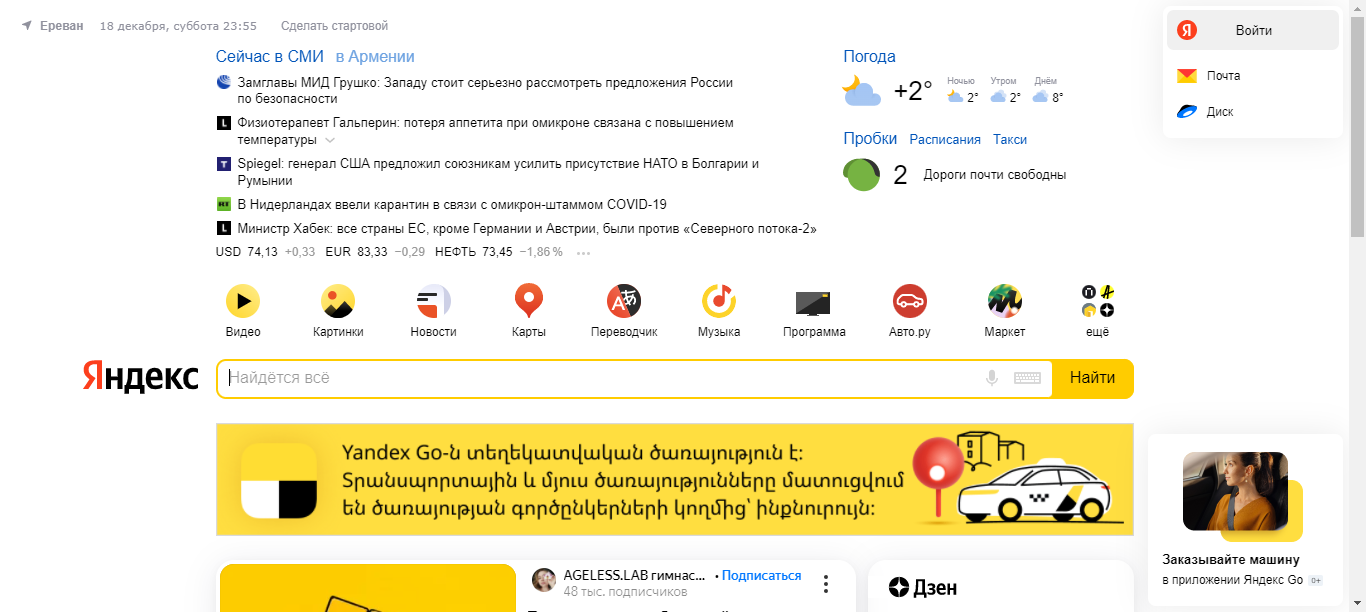 Ереван 18 декабря, суббота 23:55 Сделать стартовой
Войти
Почта
Диск
Сейчас в СМИ в Армении
Замглавы МИД Грушко: Западу стоит серьезно рассмотреть предложения России
по безопасности
Физиотерапевт Гальперин: потеря аппетита при омикроне связана с повышением
температуры
Spiegel: генерал США предложил союзникам усилить присутствие НАТО в Болгарии и
Румынии
В Нидерландах ввели карантин в связи с омикрон-штаммом COVID-19
Министр Хабек: все страны ЕС, кроме Германии и Австрии, были против «Северного потока-2»
USD 74,13 +0,33 EUR 83,33 −0,29 НЕФТЬ 73,45 −1,86 % ···
Погода
+2°
Ночью Утром Днём
2° 2° 8°
Пробки Расписания Такси
2 Дороги почти свободны
Видео Картинки Новости Карты Переводчик Музыка Программа Авто.ру Маркет ещё
Яндекс
Найдётся всё
Найти
Yandex Go-ն տեղեկատվական ծառայություն է:
Տրանսպորտային և մյուս ծառայությունները մատուցվում
են ծառայության գործընկերների կողմից՝ ինքնուրույն:
Заказывайте машину
в приложении Яндекс Go 0+
AGELESS.LAB гимнас... • Подписаться
48 тыс. подписчиков
Дзен